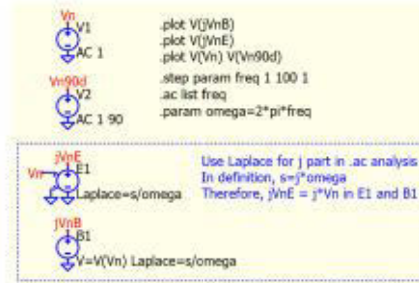 Vn
V1
AC 1
Vn90d
V2
AC 1 90
.plot V(jVnB)
.plot V(jVnE)
.plot V(Vn) V(Vn90d)
.step param freq 1 100 1
.ac list freq
.param omega=2*pi*freq
jVnE
Vn
E1
Laplace=s/omega
Use Laplace for j part in .ac analysis
In definition, s=j*omega
Therefore, jVnE = j*Vn in E1 and B1
jVnB
B1
V=V(Vn) Laplace=s/omega